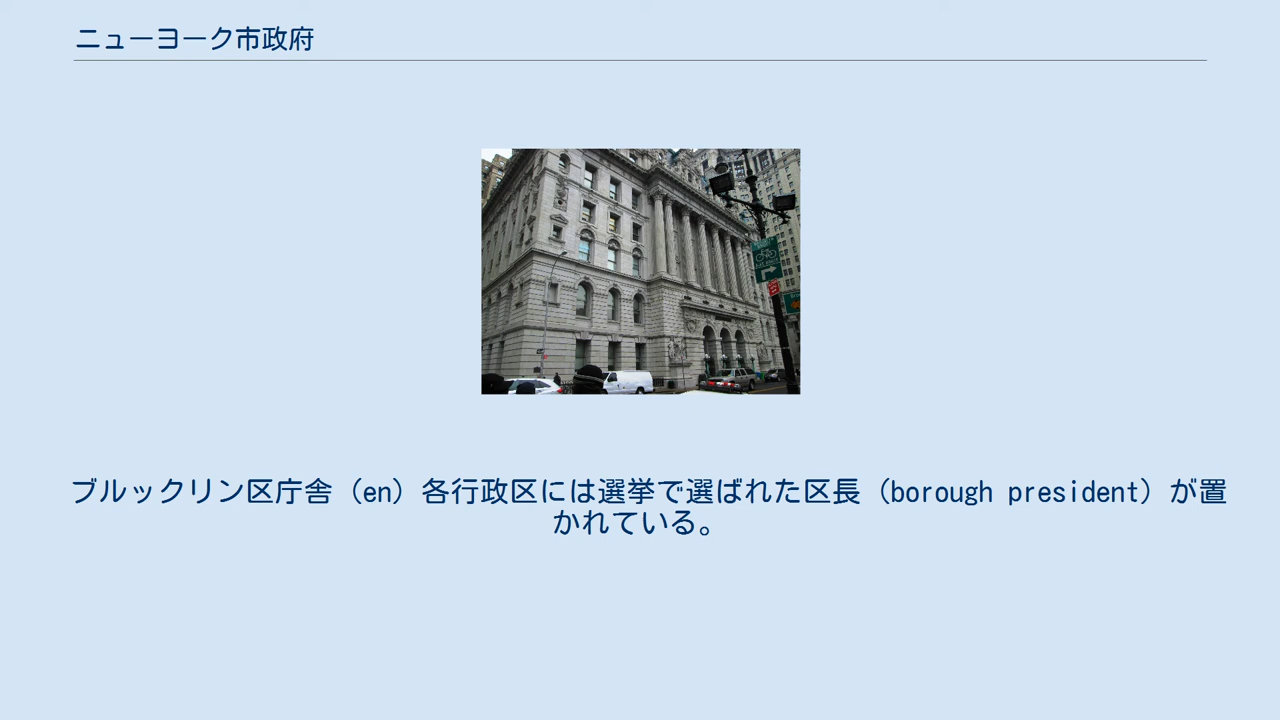 ニューヨーク市政府
ブルックリン区庁舎（en）各行政区には選挙で選ばれた区長（borough president）が置
かれている。